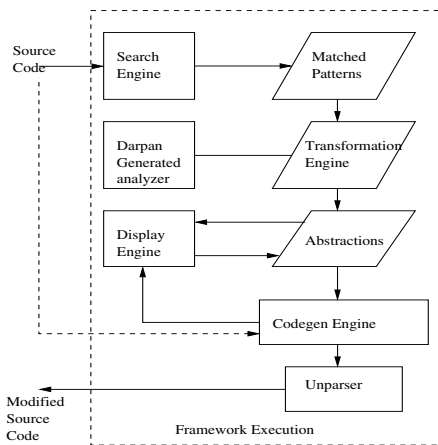 Source
Code
Search
Engine
Matched
Patterns
Darpan
Generated
analyzer
Transformation
Engine
Display
Engine
Abstractions
Codegen Engine
Unparser
Modified
Source
Code
Framework Execution